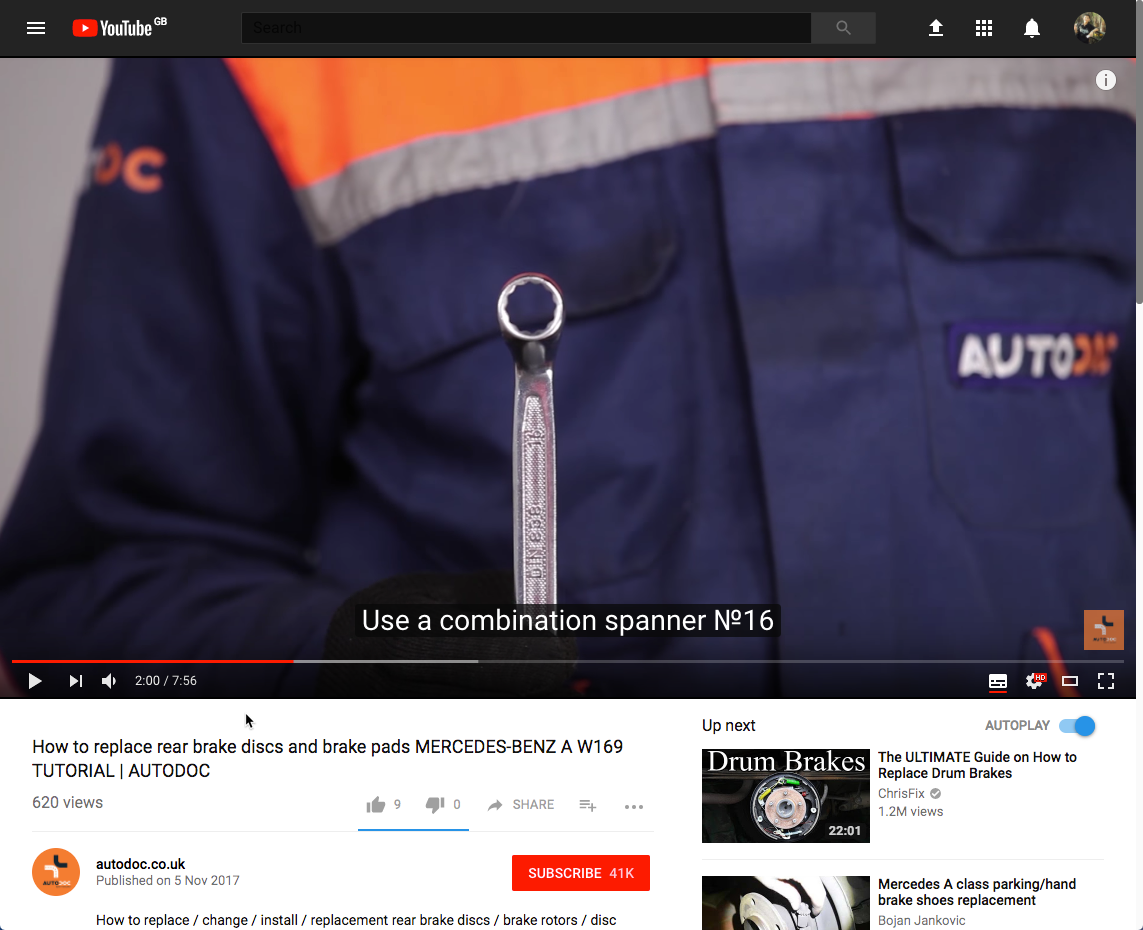 YouTube GB
Search
AUTODOC
Use a combination spanner №16
2:00 / 7:56
HD
How to replace rear brake discs and brake pads MERCEDES-BENZ A W169
TUTORIAL | AUTODOC
620 views
9
0
SHARE
autodoc.co.uk
Published on 5 Nov 2017
SUBSCRIBE 41K
How to replace / change / install / replacement rear brake discs / brake rotors / disc
Up next
AUTOPLAY
Drum Brakes
22:01
The ULTIMATE Guide on How to
Replace Drum Brakes
ChrisFix
1.2M views
Mercedes A class parking/hand
brake shoes replacement
Bojan Jankovic